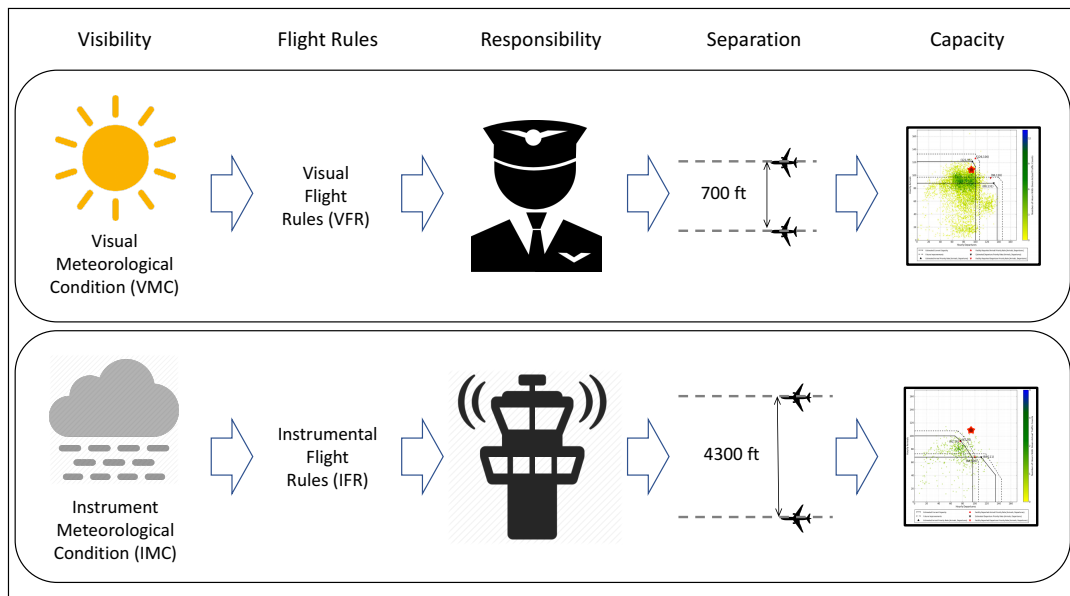 Visibility
Flight Rules
Responsibility
Separation
Capacity
Visual
Meteorological
Condition (VMC)
Visual
Flight
Rules (VFR)
700 ft
Instrument
Meteorological
Condition (IMC)
Instrumental
Flight
Rules (IFR)
4300 ft